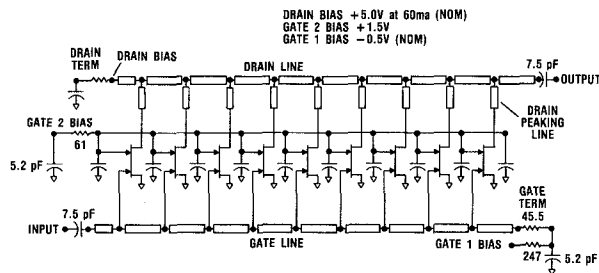 DRAIN BIAS +5.0V at 60ma (NOM)
GATE 2 BIAS +1.5V
GATE 1 BIAS -0.5V (NOM)
DRAIN
TERM
DRAIN BIAS
DRAIN LINE
7.5 pF
OUTPUT
DRAIN
PEAKING
LINE
GATE 2 BIAS
61
5.2 pF
7.5 pF
INPUT
GATE LINE
GATE 1 BIAS
GATE
TERM
45.5
247
5.2 pF